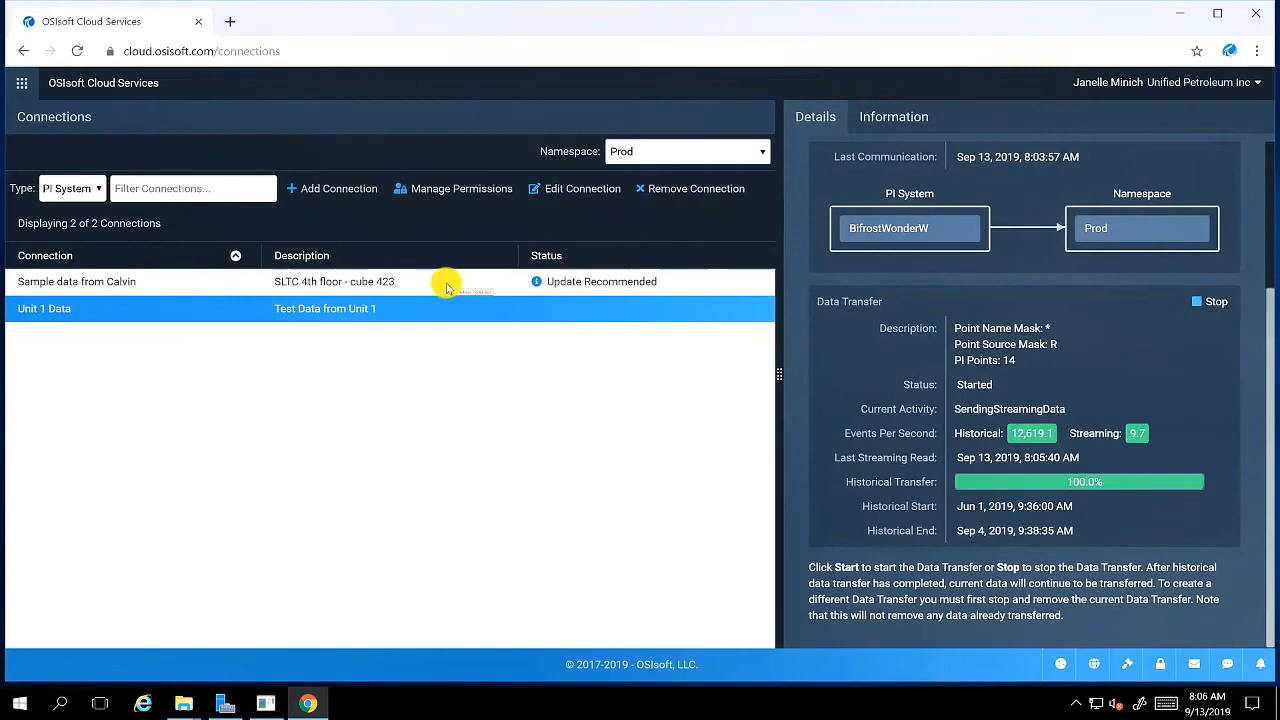 OSIsoft Cloud Services
cloud.osisoft.com/connections
OSIsoft Cloud Services
Janelle Minich Unified Petroleum Inc
Connections
Details Information
Namespace: Prod
Last Communication: Sep 13, 2019, 8:03:57 AM
Type: PI System Filter Connections... Add Connection Manage Permissions Edit Connection Remove Connection
PI System Namespace
BifrostWonderW Prod
Displaying 2 of 2 Connections
Connection Description Status
Sample data from Calvin SLTC 4th floor - cube 423 Update Recommended
Unit 1 Data Test Data from Unit 1
Data Transfer Stop
Description: Point Name Mask: *
Point Source Mask: R
PI Points: 14
Status: Started
Current Activity: SendingStreamingData
Events Per Second: Historical: 12,619.1 Streaming: 9.7
Last Streaming Read: Sep 13, 2019, 8:05:40 AM
Historical Transfer: 100.0%
Historical Start: Jun 1, 2019, 9:36:00 AM
Historical End: Sep 4, 2019, 9:38:35 AM
Click Start to start the Data Transfer or Stop to stop the Data Transfer. After historical
data transfer has completed, current data will continue to be transferred. To create a
different Data Transfer you must first stop and remove the current Data Transfer. Note
that this will not remove any data already transferred.
© 2017-2019 - OSIsoft, LLC.
8:06 AM
9/13/2019